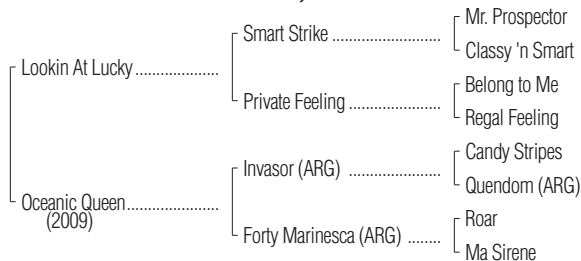 Mr. Prospector
Smart Strike ....................
Classy 'n Smart
Lookin At Lucky....................
Belong to Me
Private Feeling ....................
Regal Feeling
Candy Stripes
Invasor (ARG) ....................
Quendom (ARG)
Oceanic Queen....................
(2009)
Roar
Forty Marinesca (ARG) ........
Ma Sirene